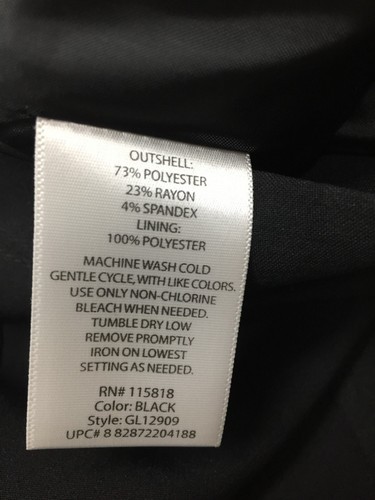 OUTSHELL:
73% POLYESTER
23% RAYON
4% SPANDEX
LINING:
100% POLYESTER
MACHINE WASH COLD
GENTLE CYCLE, WITH LIKE COLORS.
USE ONLY NON-CHLORINE
BLEACH WHEN NEEDED.
TUMBLE DRY LOW
REMOVE PROMPTLY
IRON ON LOWEST
SETTING AS NEEDED.
RN# 115818
Color: BLACK
Style: GL12909
UPC# 8 82872204188